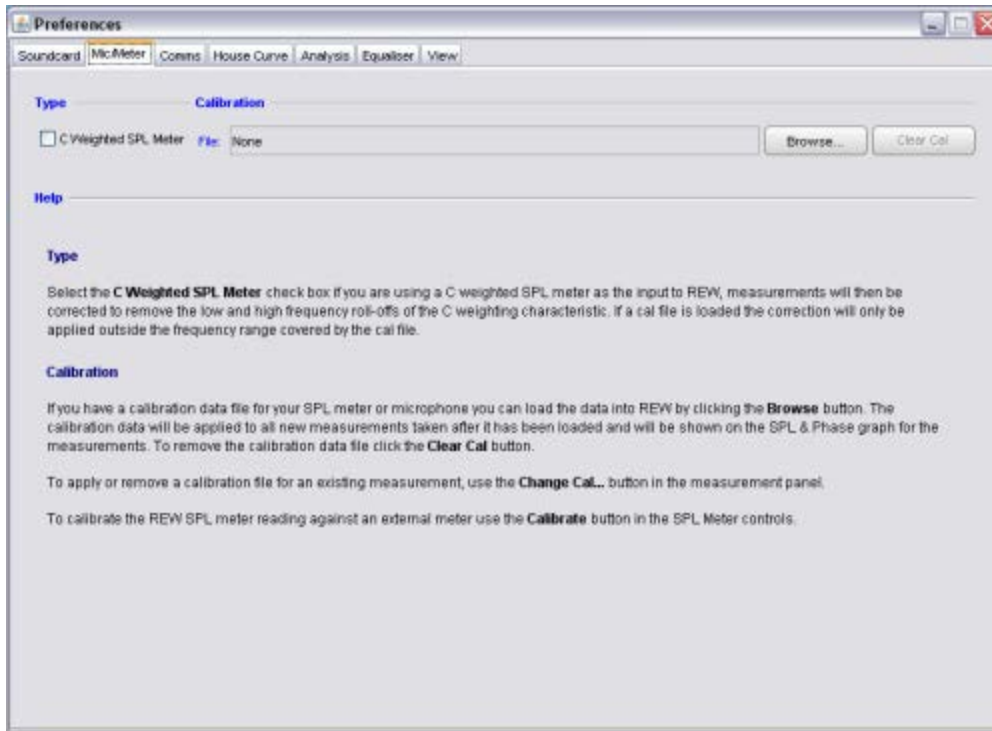 Preferences
Soundcard Mic/Meter Comms House Curve Analysis Equaliser View
Type Calibration
C Weighted SPL Meter File: None Browse... Clear Cal
Help
Type
Select the C Weighted SPL Meter check box if you are using a C weighted SPL meter as the input to REW, measurements will then be
corrected to remove the low and high frequency roll-offs of the C weighting characteristic. If a cal file is loaded the correction will only be
applied outside the frequency range covered by the cal file.
Calibration
If you have a calibration data file for your SPL meter or microphone you can load the data into REW by clicking the Browse button. The
calibration data will be applied to all new measurements taken after it has been loaded and will be shown on the SPL & Phase graph for the
measurements. To remove the calibration data file click the Clear Cal button.
To apply or remove a calibration file for an existing measurement, use the Change Cal... button in the measurement panel.
To calibrate the REW SPL meter reading against an external meter use the Calibrate button in the SPL Meter controls.